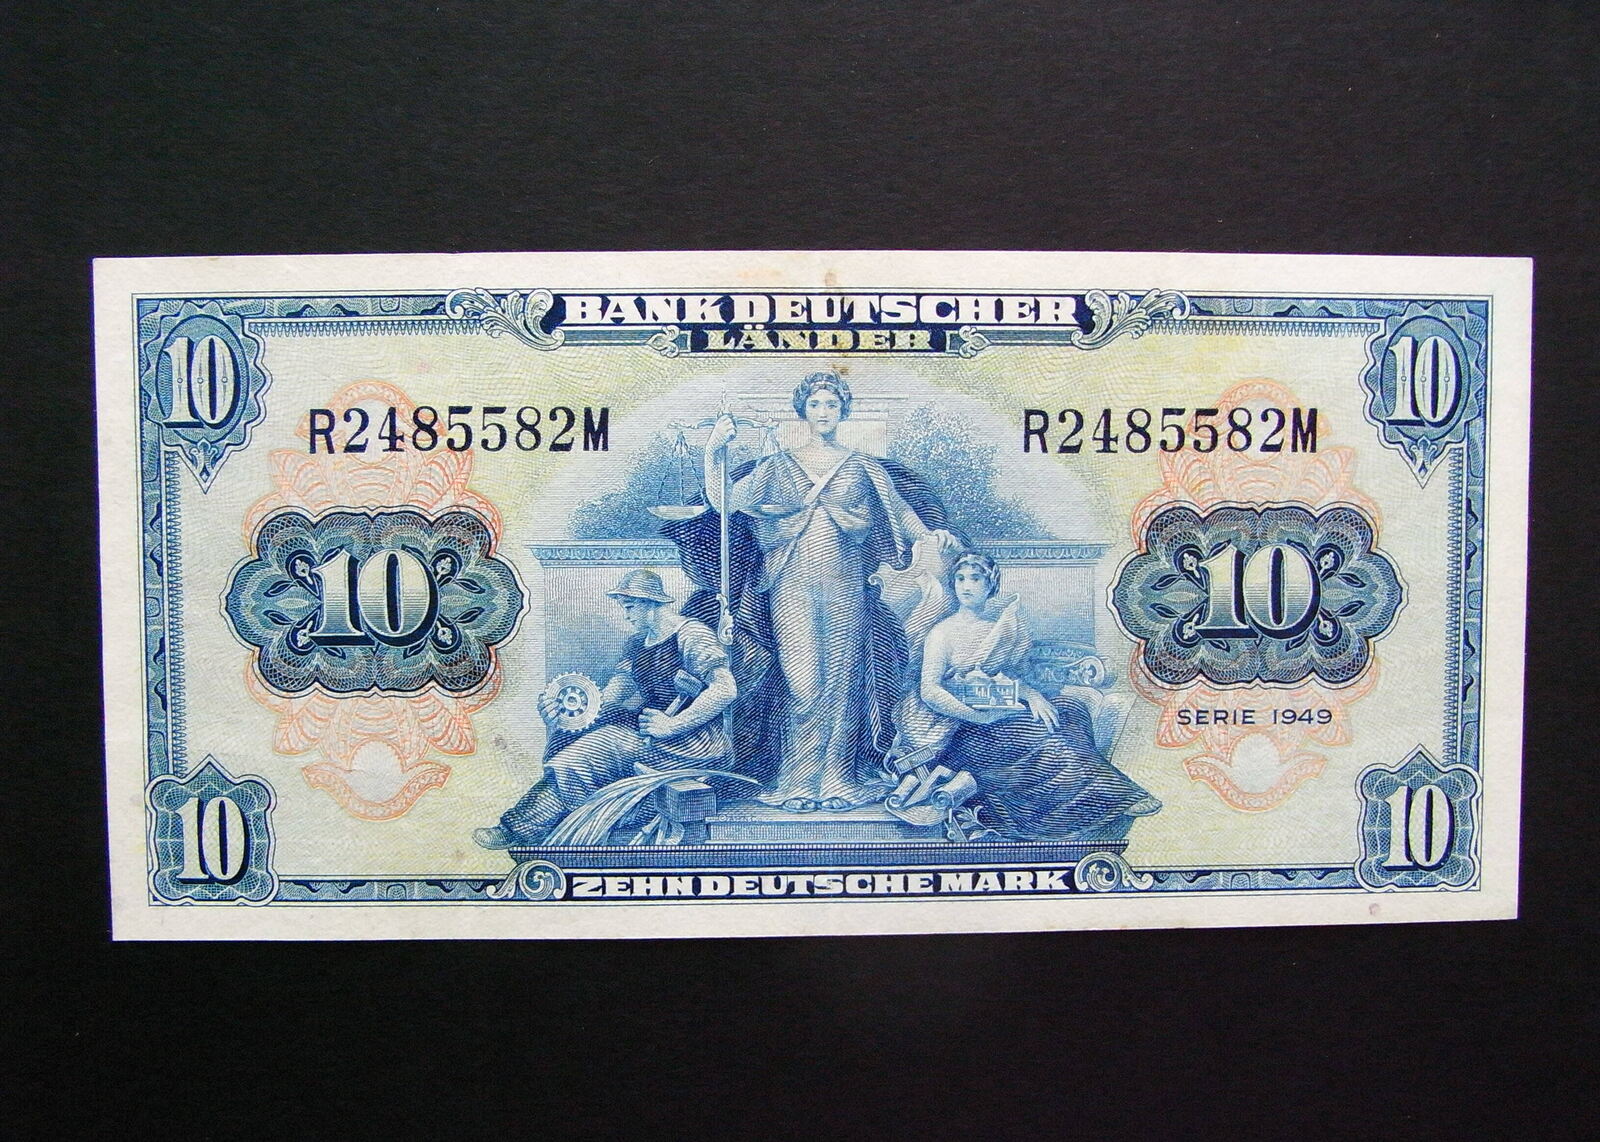 BANK DEUTSCHER
LÄNDER
10 10
R2485582M R2485582M
10 10
SERIE 1949
10 10
ZEHN DEUTSCHE MARK